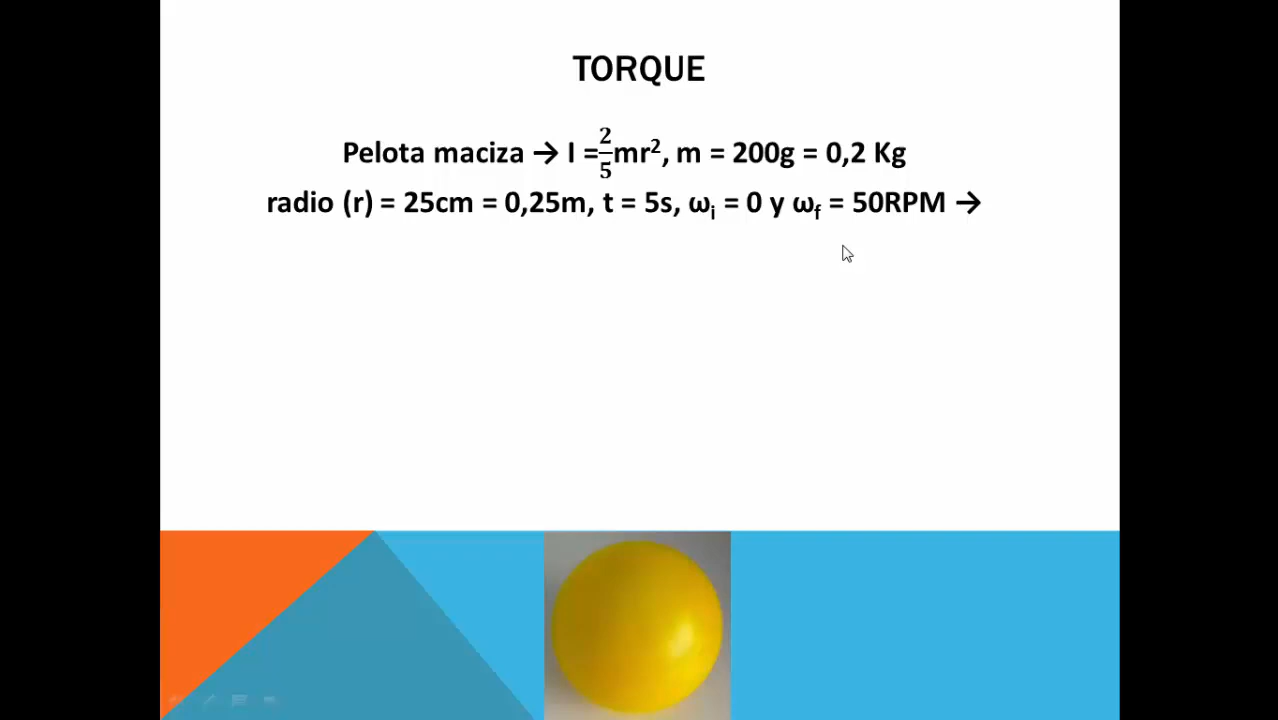 TORQUE
Pelota maciza → I =2/5mr², m = 200g = 0,2 Kg
radio (r) = 25cm = 0,25m, t = 5s, ωi = 0 y ωf = 50RPM →